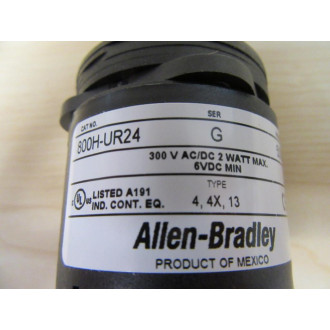 CAT NO. SER
800H-UR24 G
300 V AC/DC 2 WATT MAX.
5VDC MIN
TYPE
LISTED A191
IND. CONT. EQ. 4, 4X, 13
Allen-Bradley
PRODUCT OF MEXICO